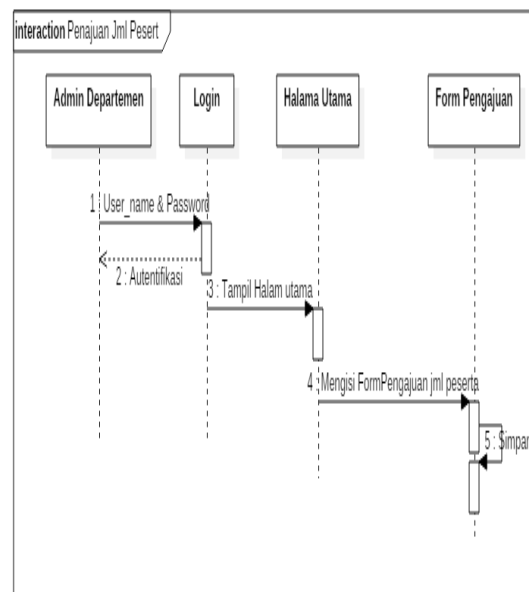 interaction Penajuan Jml Pesert
Admin Departemen
Login
Halama Utama
Form Pengajuan
1 : User_name & Password
2 : Autentifikasi
3 : Tampil Halam utama
4 : Mengisi FormPengajuan jml peserta
5 : Simpan